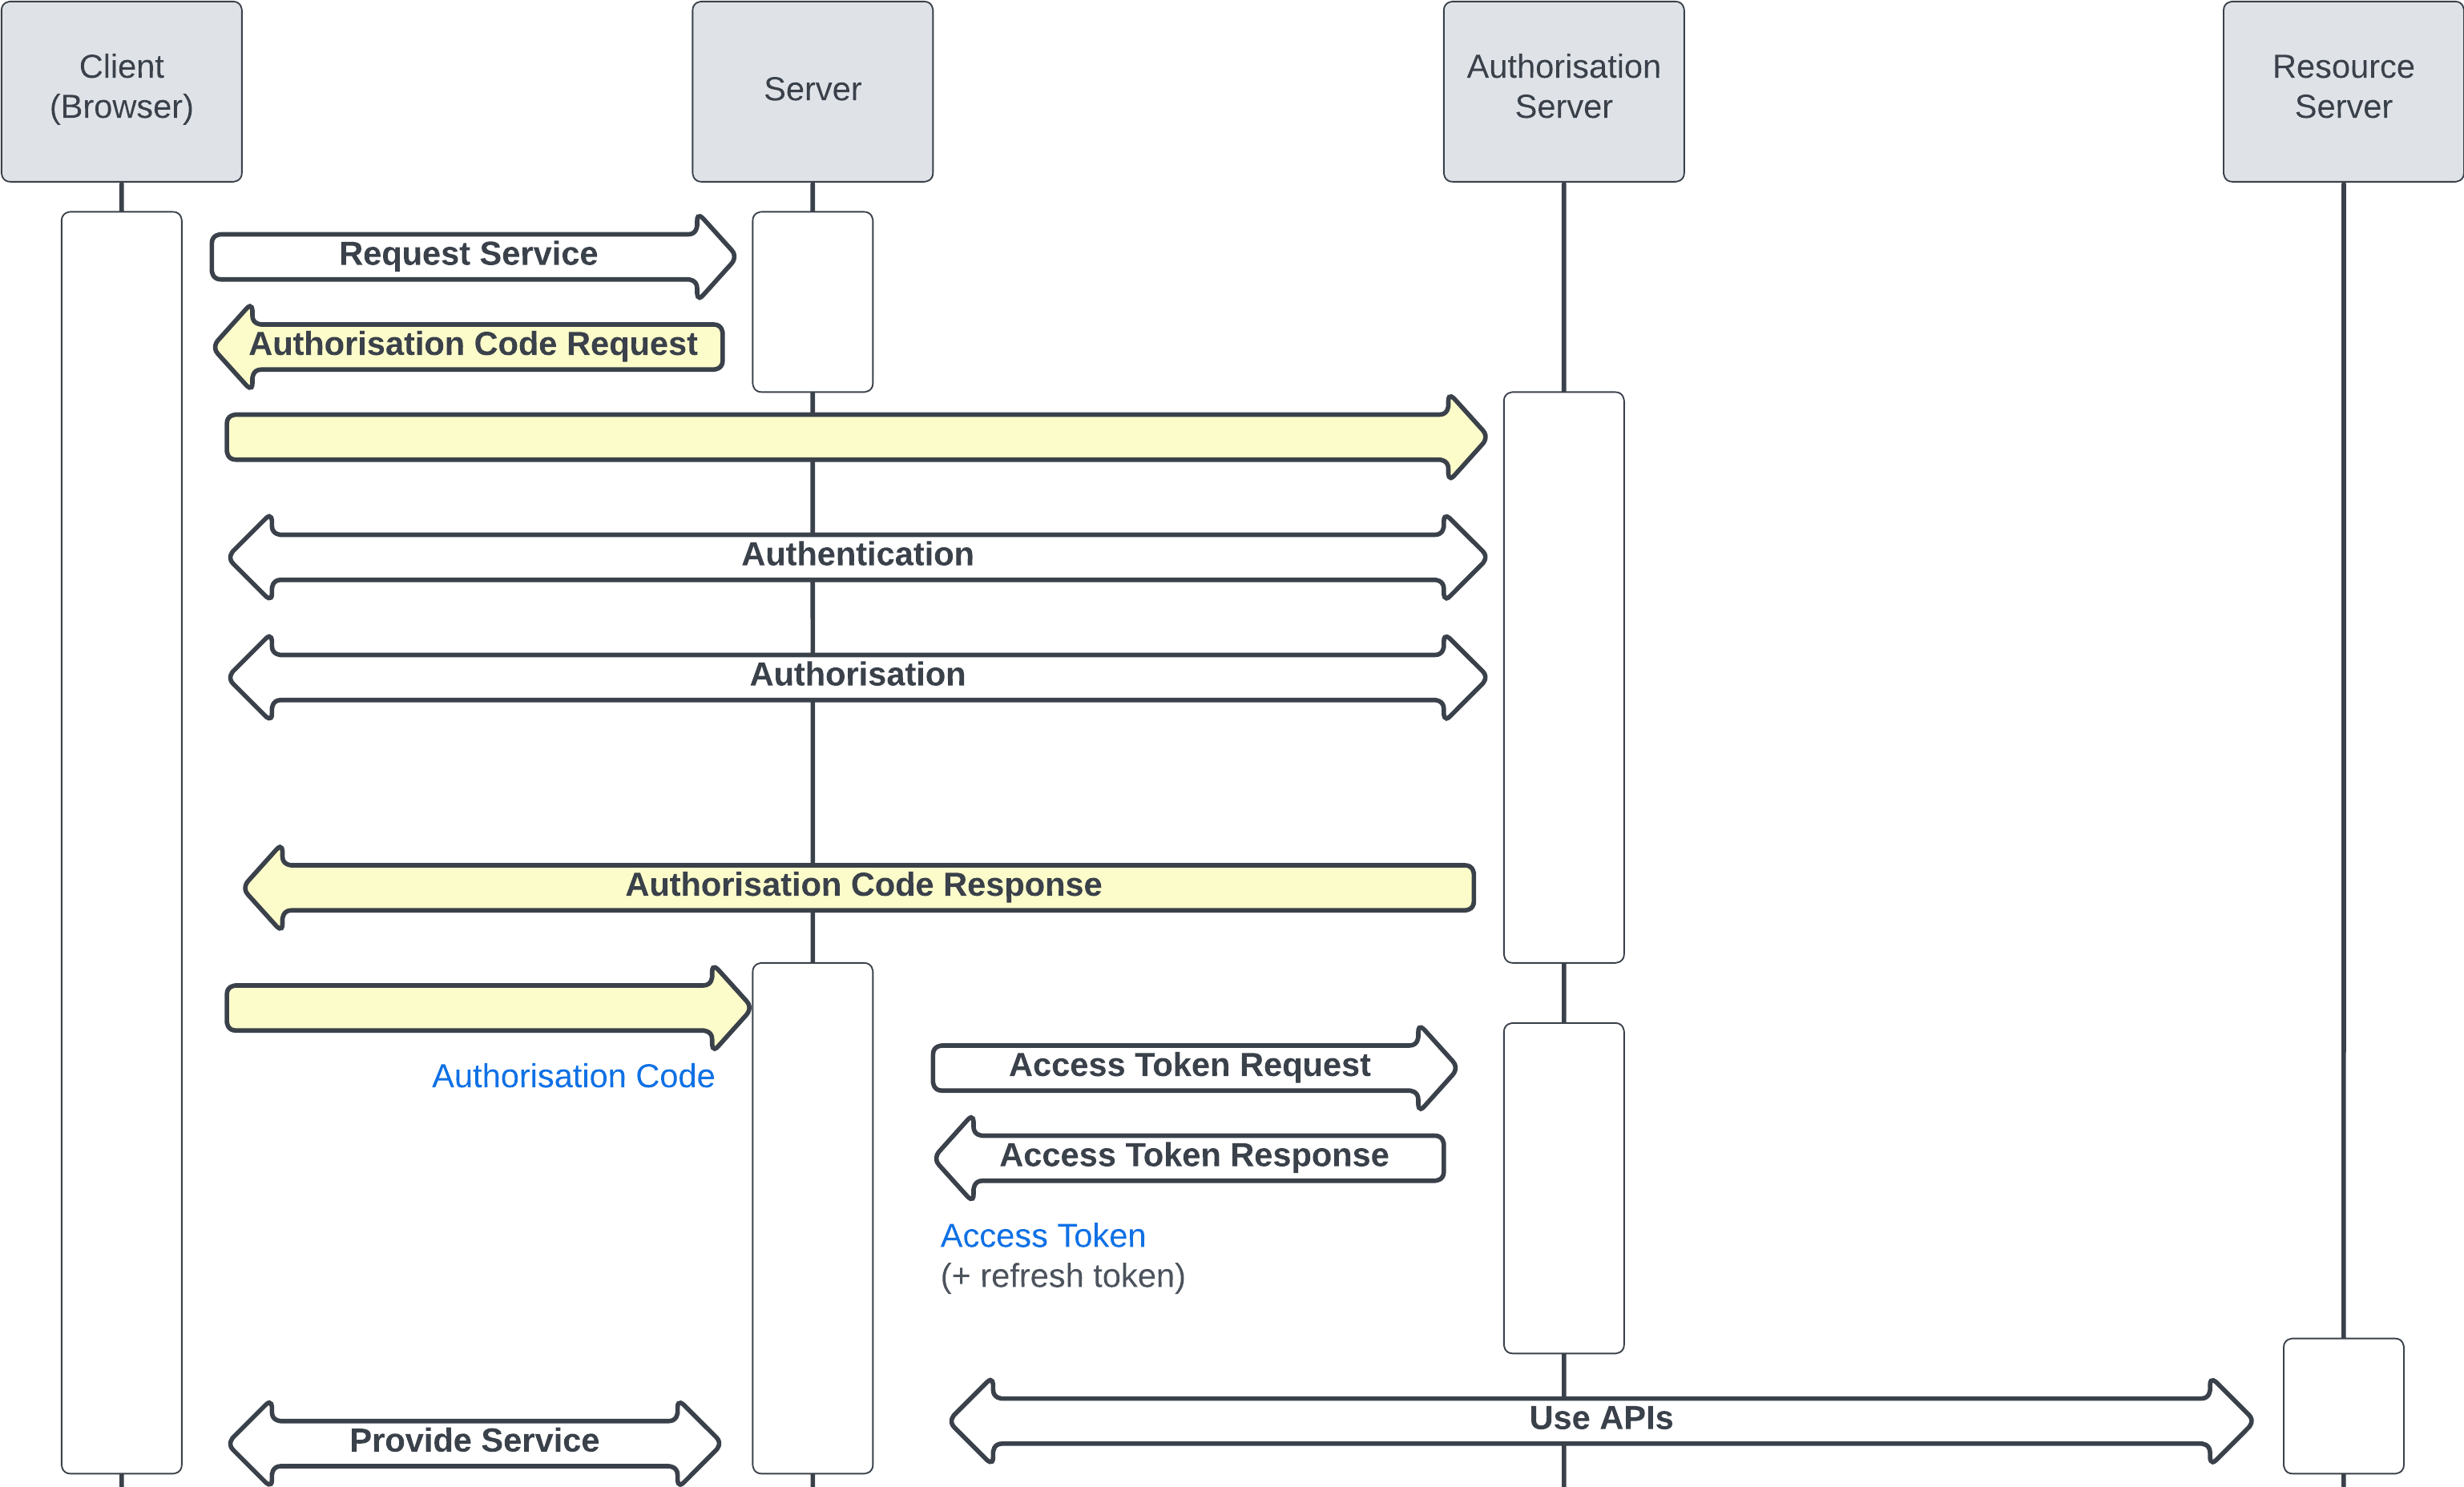 Client
(Browser)
Server
Authorisation
Server
Resource
Server
Request Service
Authorisation Code Request
Authentication
Authorisation
Authorisation Code Response
Authorisation Code
Access Token Request
Access Token Response
Access Token
(+ refresh token)
Use APIs
Provide Service